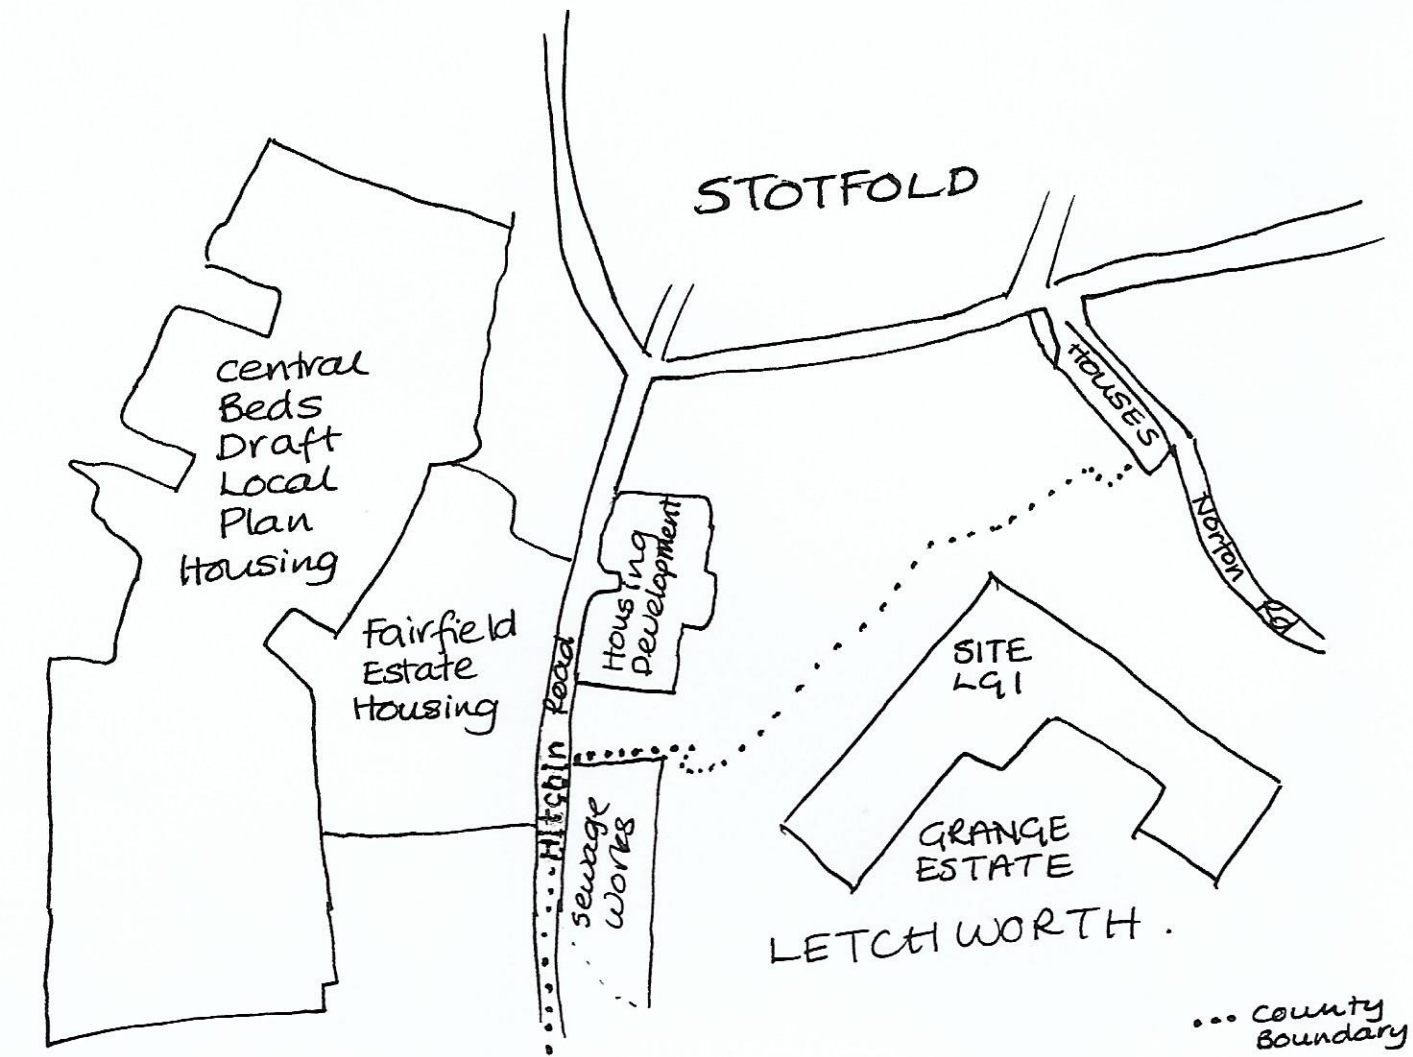 STOTFOLD
central
Beds
Draft
Local
Plan
Housing
HOUSES
Norton Rd
Housing
Development
Fairfield
Estate
Housing
Hitchin Road
SITE
LG1
Sewage
Works
GRANGE
ESTATE
LETCHWORTH.
... County
Boundary